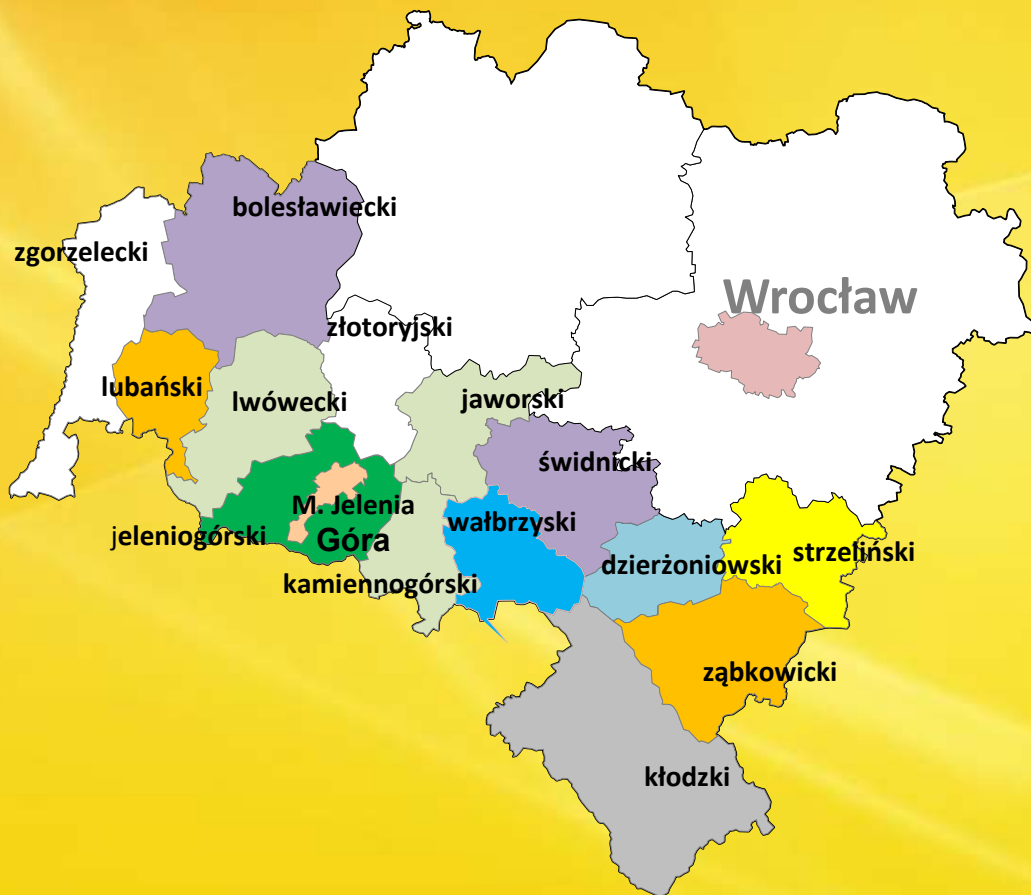 bolesławiecki
zgorzelecki
Wrocław
złotoryjski
lubański
lwówecki
jaworski
świdnicki
M. Jelenia
Góra
wałbrzyski
jeleniogórski
strzeliński
dzierżoniowski
kamiennogórski
ząbkowicki
kłodzki